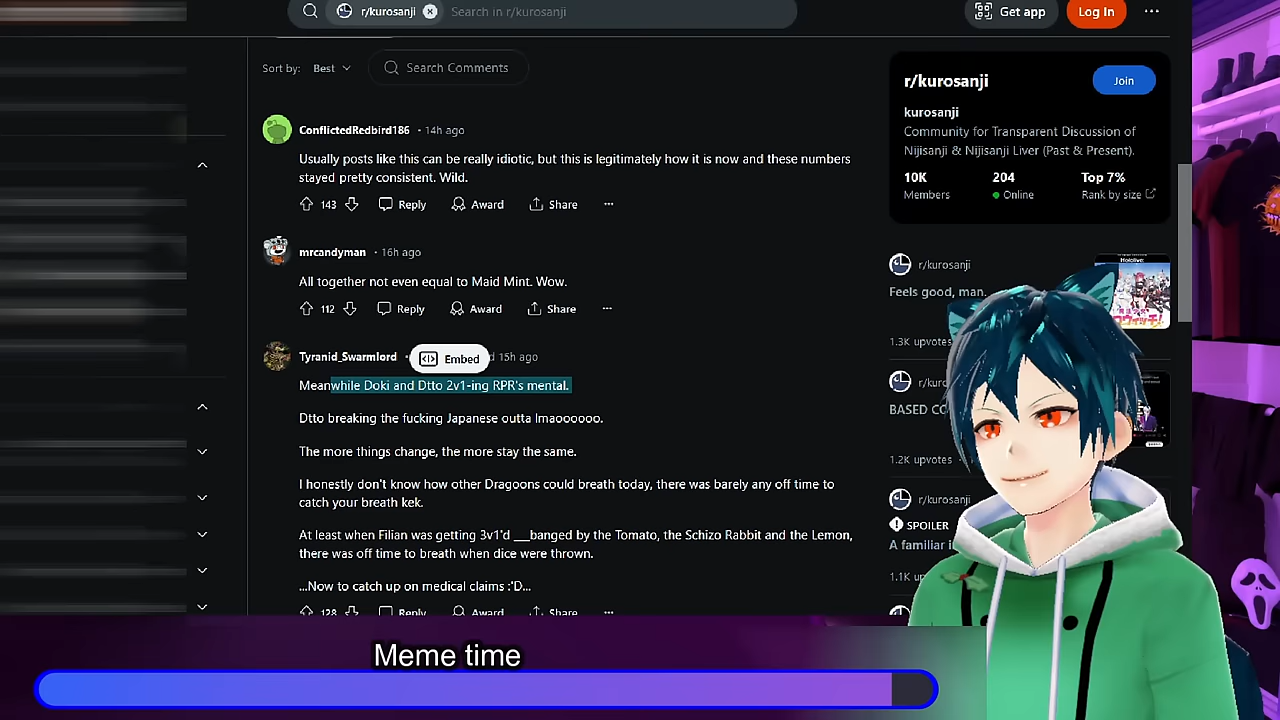 r/kurosanji
Search in r/kurosanji
Get app
Log In
Sort by:
Best
Search Comments
ConflictedRedbird186 • 14h ago
Usually posts like this can be really idiotic, but this is legitimately how it is now and these numbers
stayed pretty consistent. Wild.
143
Reply
Award
Share
mrcandyman • 16h ago
All together not even equal to Maid Mint. Wow.
112
Reply
Award
Share
Tyranid_Swarmlord •
Embed
d 15h ago
Meanwhile Doki and Dtto 2v1-ing RPR's mental.
Dtto breaking the fucking Japanese outta lmaoooooo.
The more things change, the more stay the same.
I honestly don't know how other Dragoons could breath today, there was barely any off time to
catch your breath kek.
At least when Filian was getting 3v1'd __banged by the Tomato, the Schizo Rabbit and the Lemon,
there was off time to breath when dice were thrown.
...Now to catch up on medical claims :'D...
128
Reply
Award
Share
r/kurosanji
Join
kurosanji
Community for Transparent Discussion of
Nijisanji & Nijisanji Liver (Past & Present).
10K
204
Top 7%
Members
Online
Rank by size
r/kurosanji
Feels good, man.
1.3K upvotes
r/kuro
BASED CO
1.2K upvotes
r/kurosanji
SPOILER
A familiar i
1.1K up
Meme time